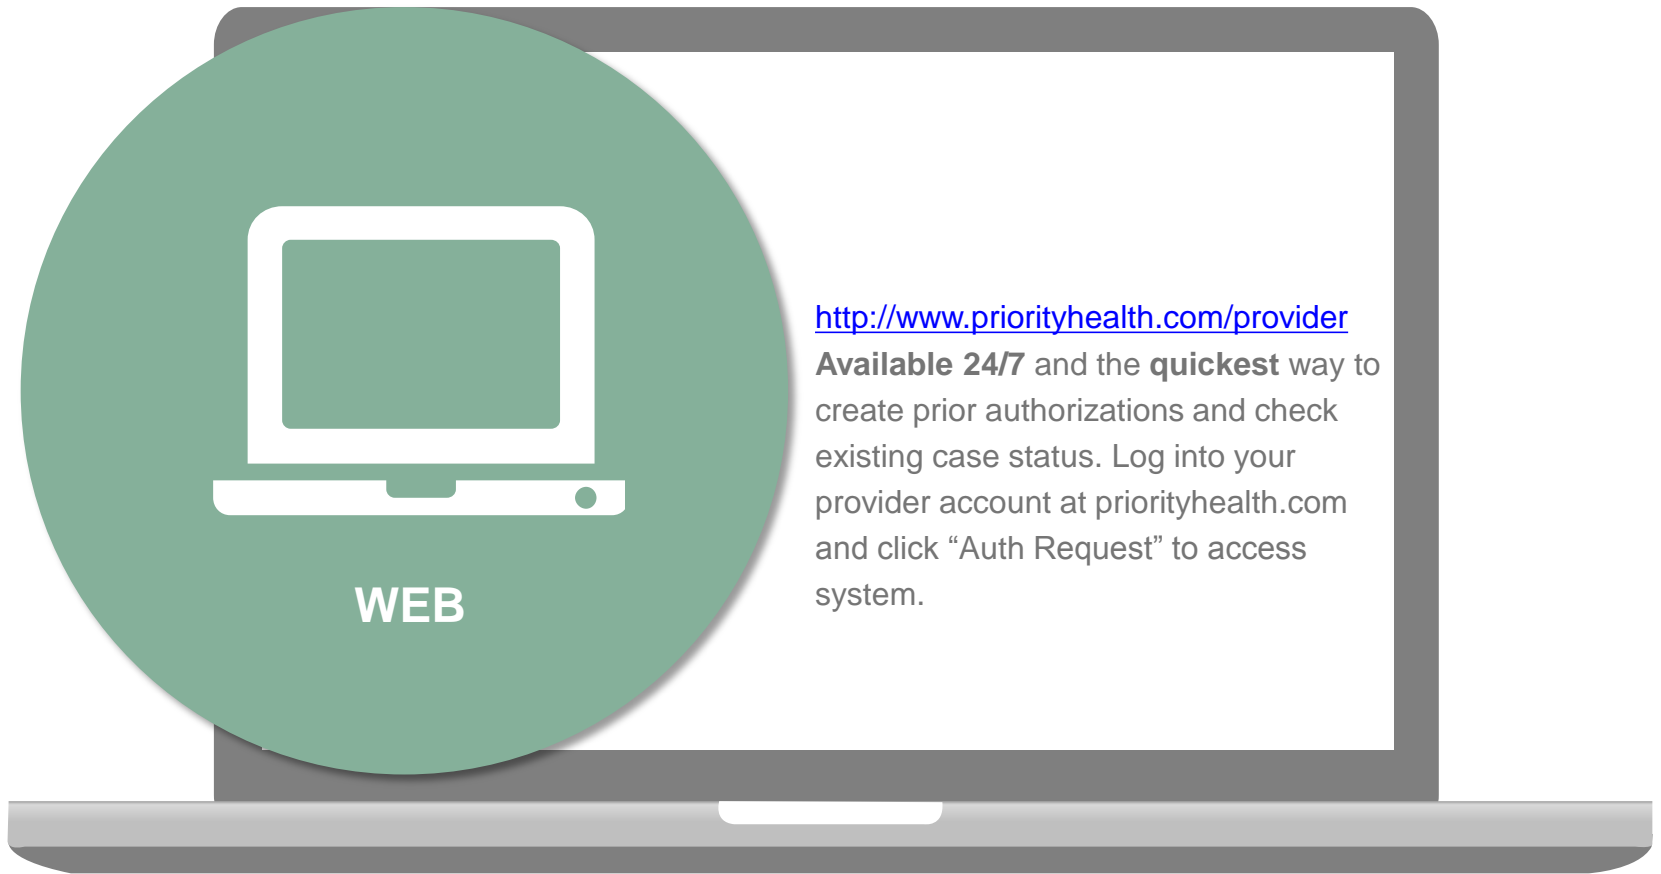 WEB
http://www.priorityhealth.com/provider
Available 24/7 and the quickest way to
create prior authorizations and check
existing case status. Log into your
provider account at priorityhealth.com
and click “Auth Request” to access
system.